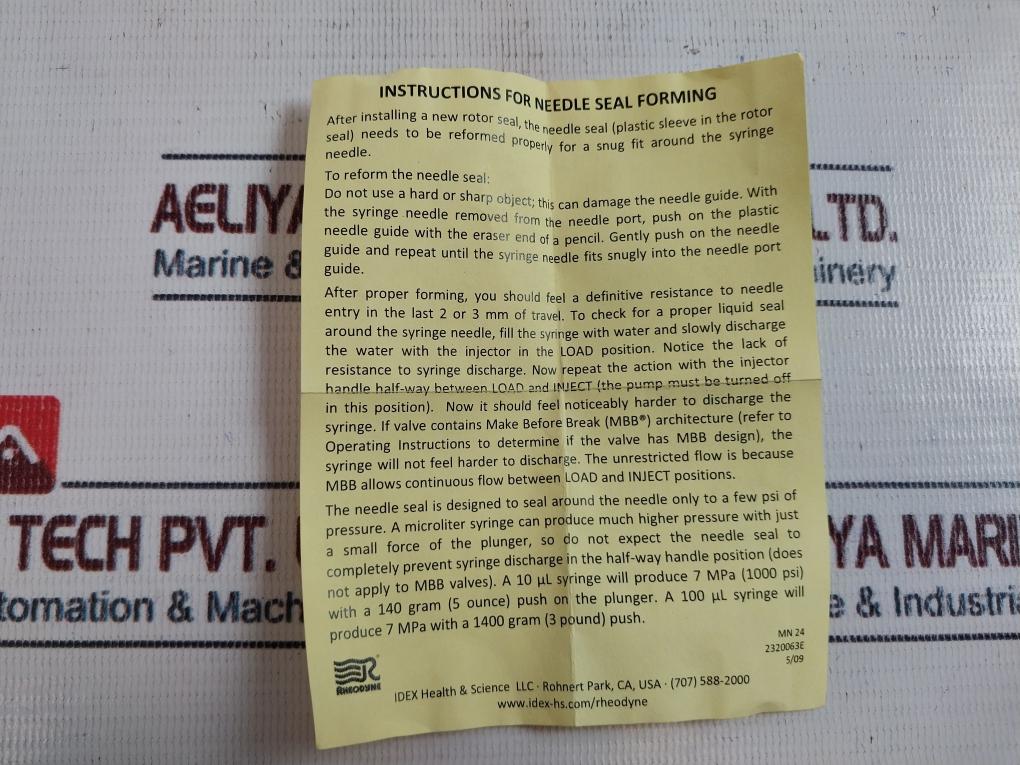 INSTRUCTIONS FOR NEEDLE SEAL FORMING
After installing a new rotor seal, the needle seal (plastic sleeve in the rotor
seal) needs to be reformed properly for a snug fit around the syringe
needle.
To reform the needle seal:
Do not use a hard or sharp object; this can damage the needle guide. With
the syringe needle removed from the needle port, push on the plastic
needle guide with the eraser end of a pencil. Gently push on the needle
guide and repeat until the syringe needle fits snugly into the needle port
guide.
After proper forming, you should feel a definitive resistance to needle
entry in the last 2 or 3 mm of travel. To check for a proper liquid seal
around the syringe needle, fill the syringe with water and slowly discharge
the water with the injector in the LOAD position. Notice the lack of
resistance to syringe discharge. Now repeat the action with the injector
handle half-way between LOAD and INJECT (the pump must be turned off
in this position). Now it should feel noticeably harder to discharge the
syringe. If valve contains Make Before Break (MBB®) architecture (refer to
Operating Instructions to determine if the valve has MBB design), the
syringe will not feel harder to discharge. The unrestricted flow is because
MBB allows continuous flow between LOAD and INJECT positions.
The needle seal is designed to seal around the needle only to a few psi of
pressure. A microliter syringe can produce much higher pressure with just
a small force of the plunger, so do not expect the needle seal to
completely prevent syringe discharge in the half-way handle position (does
not apply to MBB valves). A 10 µL syringe will produce 7 MPa (1000 psi)
with a 140 gram (5 ounce) push on the plunger. A 100 µL syringe will
produce 7 MPa with a 1400 gram (3 pound) push.
MN 24
2320063E
5/09
RHEODYNE
IDEX Health & Science LLC · Rohnert Park, CA, USA · (707) 588-2000
www.idex-hs.com/rheodyne
AELIYA LTD.
Marine & inery
TECH PVT. YA MARI
tomation & Mach e & Industria